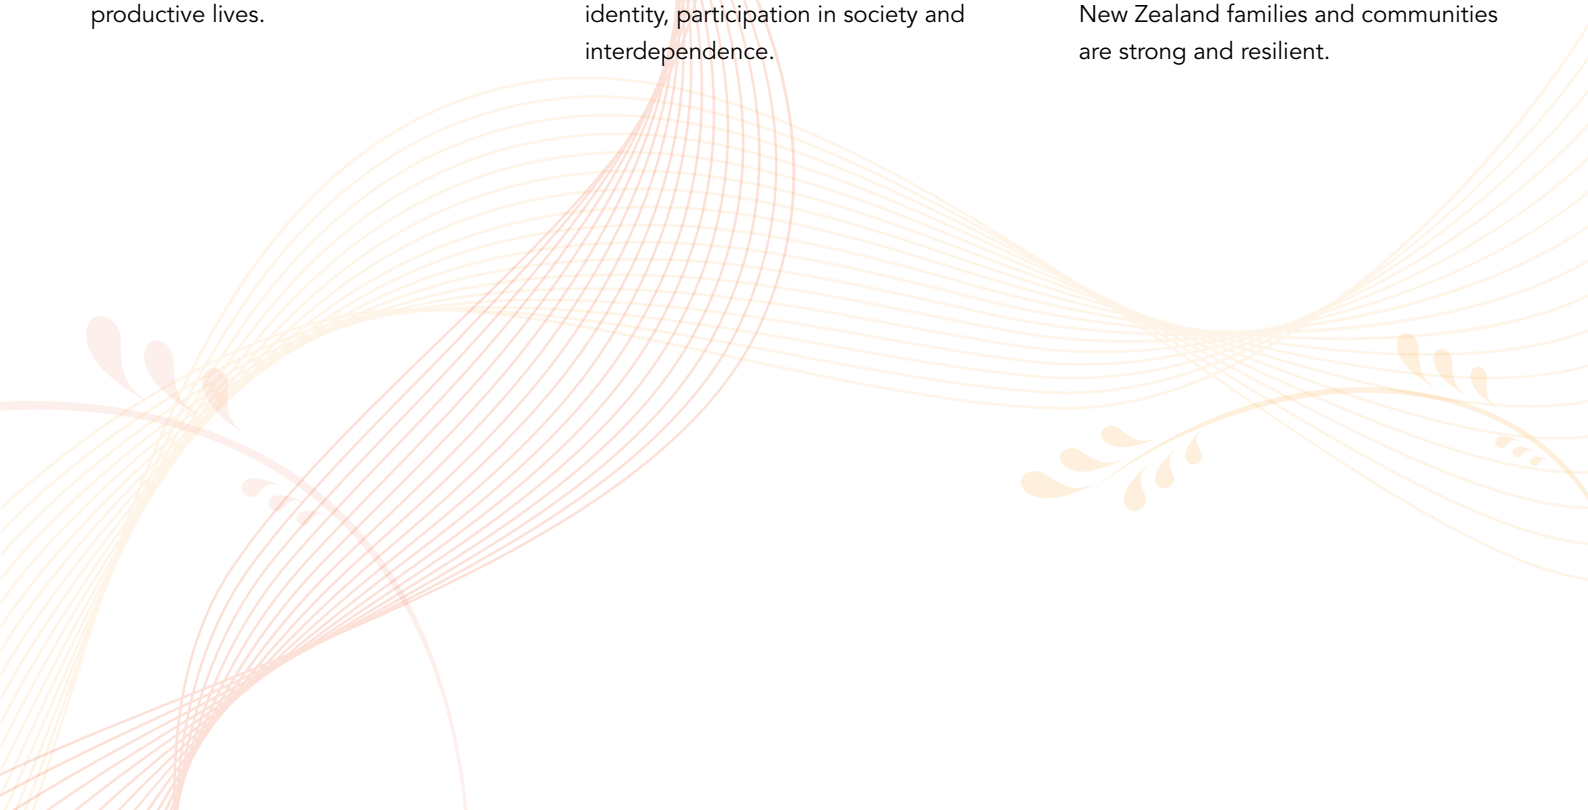 productive lives.
identity, participation in society and
interdependence.
New Zealand families and communities
are strong and resilient.